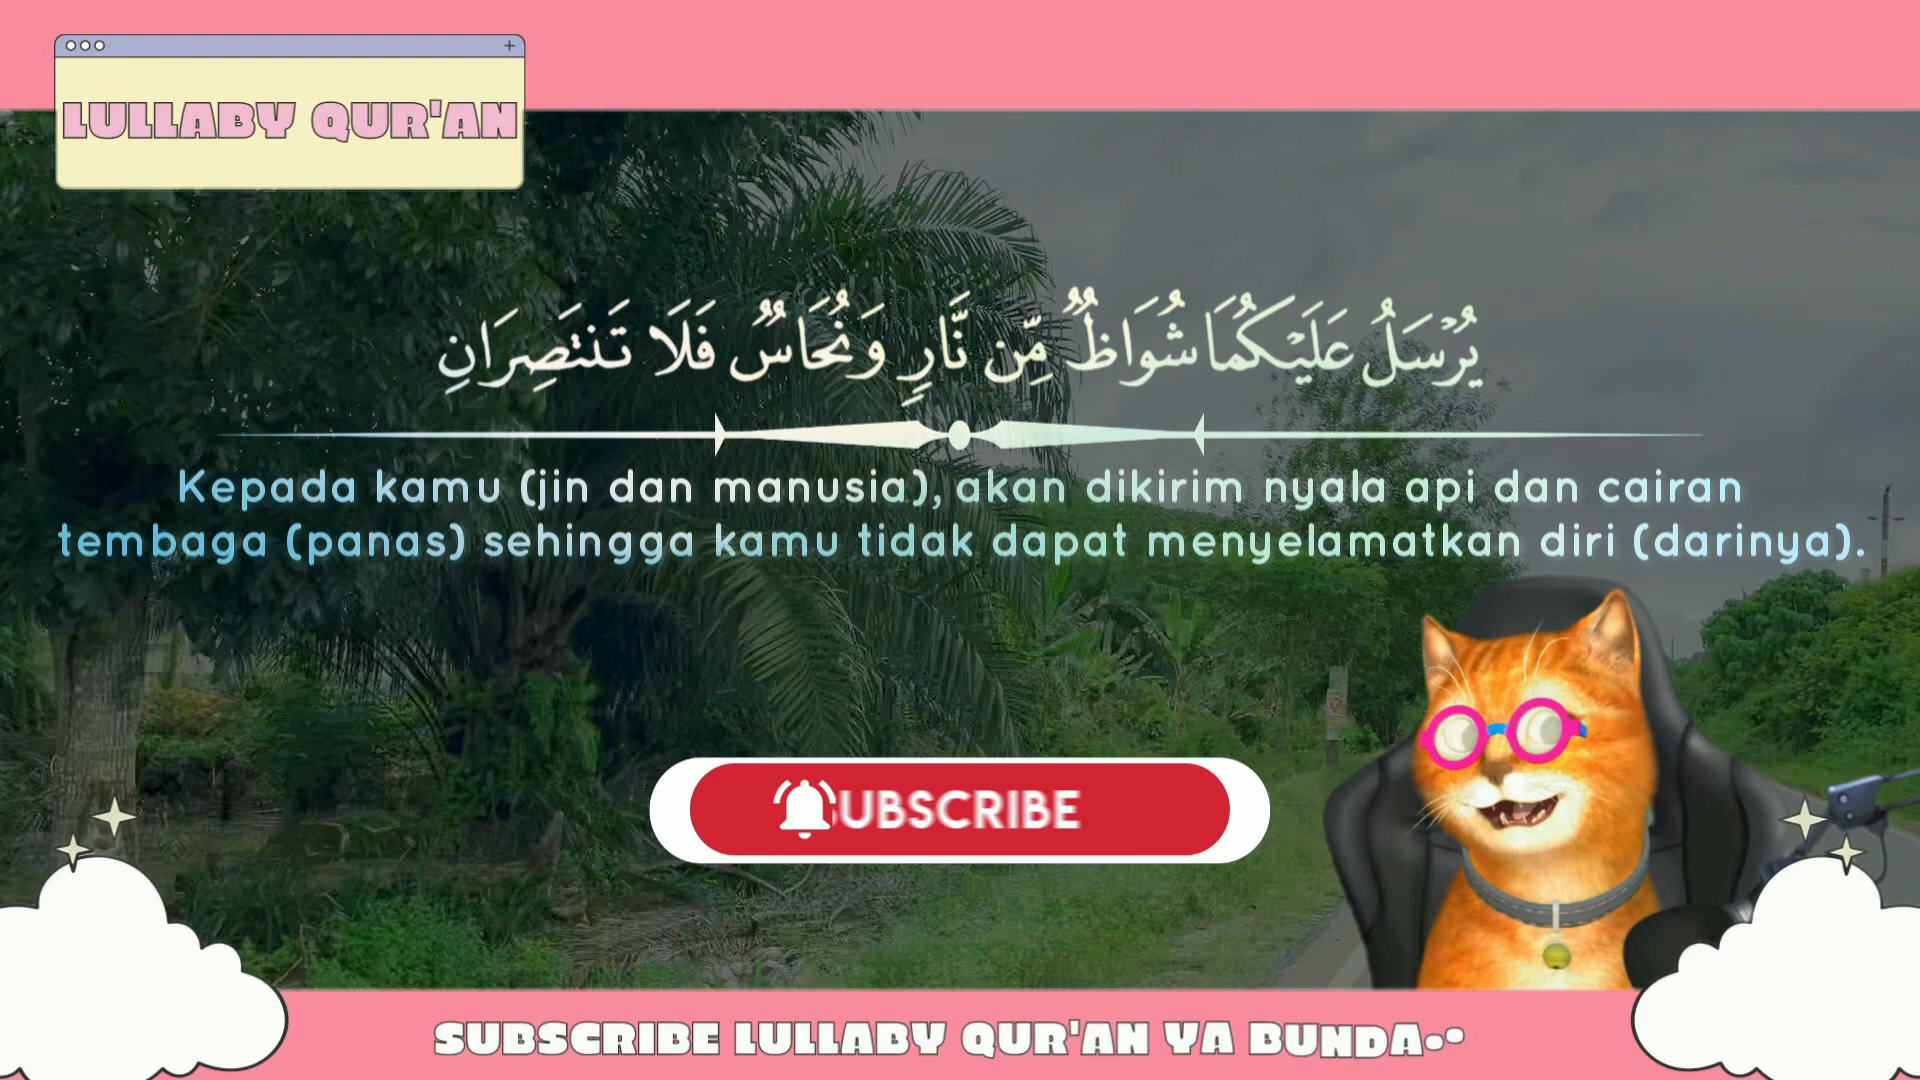 LULLABY QUR'AN
يُرْسَلُ عَلَيْكُمَا شُوَاظٌ مِّن نَّارٍ وَنُحَاسٌ فَلَا تَنتَصِرَانِ
Kepada kamu (jin dan manusia), akan dikirim nyala api dan cairan
tembaga (panas) sehingga kamu tidak dapat menyelamatkan diri (darinya).
UBSCRIBE
SUBSCRIBE LULLABY QUR'AN YA BUNDA••